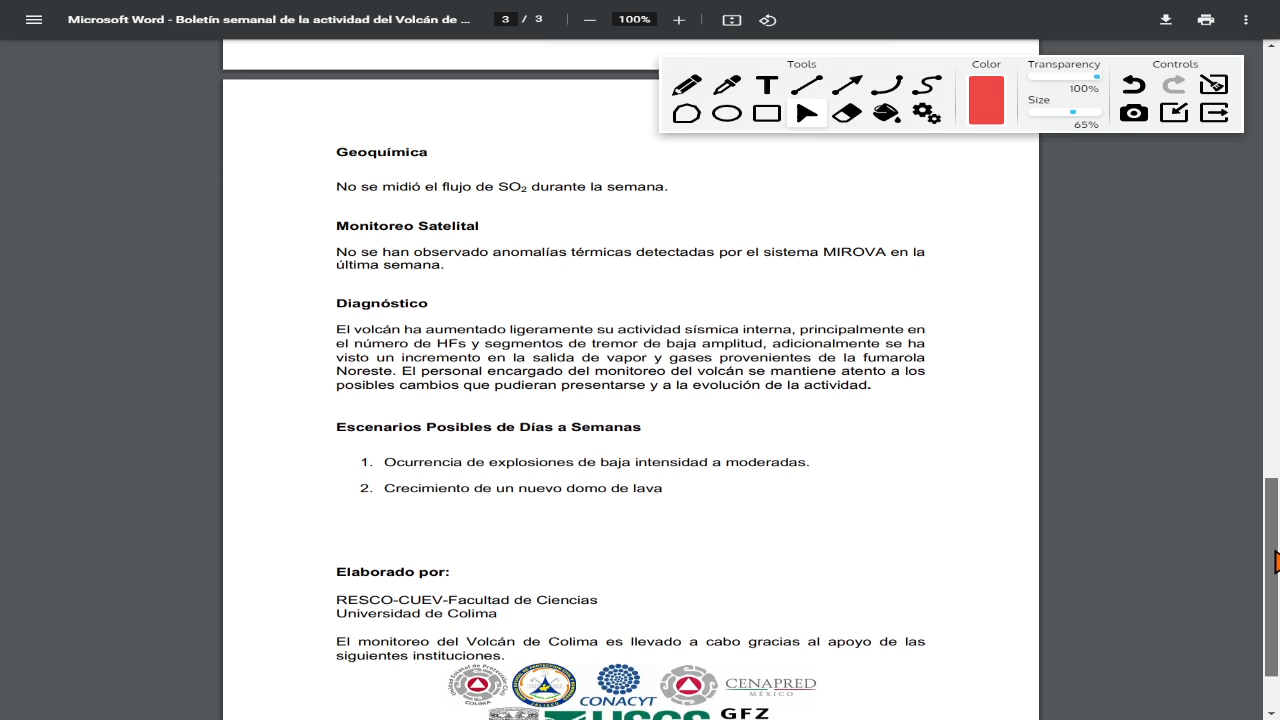 Microsoft Word - Boletín semanal de la actividad del Volcán de ...
3 / 3
100%
Tools
Color
Transparency
100%
Size
65%
Controls
Geoquímica
No se midió el flujo de SO₂ durante la semana.
Monitoreo Satelital
No se han observado anomalías térmicas detectadas por el sistema MIROVA en la
última semana.
Diagnóstico
El volcán ha aumentado ligeramente su actividad sísmica interna, principalmente en
el número de HFs y segmentos de tremor de baja amplitud, adicionalmente se ha
visto un incremento en la salida de vapor y gases provenientes de la fumarola
Noreste. El personal encargado del monitoreo del volcán se mantiene atento a los
posibles cambios que pudieran presentarse y a la evolución de la actividad.
Escenarios Posibles de Días a Semanas
1. Ocurrencia de explosiones de baja intensidad a moderadas.
2. Crecimiento de un nuevo domo de lava
Elaborado por:
RESCO-CUEV-Facultad de Ciencias
Universidad de Colima
El monitoreo del Volcán de Colima es llevado a cabo gracias al apoyo de las
siguientes instituciones.
COLIMA
CONACYT
CENAPRED
MÉXICO
USGS
GFZ